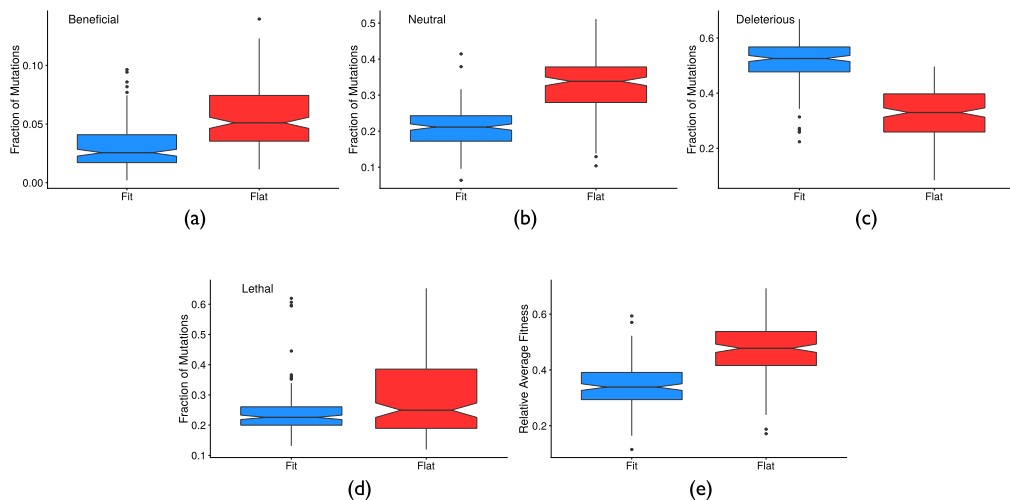 Beneficial
Fraction of Mutations
0.10
0.05
0.00
Fit
Flat
(a)
Neutral
Fraction of Mutations
0.5
0.4
0.3
0.2
0.1
Fit
Flat
(b)
Deleterious
Fraction of Mutations
0.6
0.4
0.2
Fit
Flat
(c)
Lethal
Fraction of Mutations
0.6
0.5
0.4
0.3
0.2
0.1
Fit
Flat
(d)
Relative Average Fitness
0.6
0.4
0.2
Fit
Flat
(e)